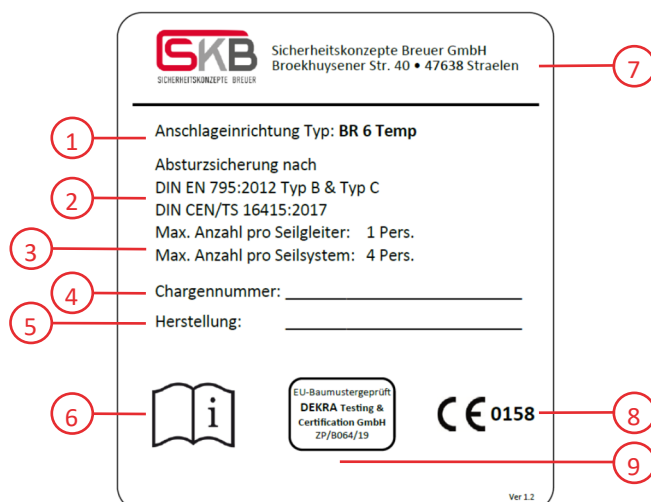 SKB
SICHERHEITSKONZEPTE BREUER
Sicherheitskonzepte Breuer GmbH
Broekhuysener Str. 40 • 47638 Straelen
7
1
Anschlageinrichtung Typ: BR 6 Temp
Absturzsicherung nach
2
DIN EN 795:2012 Typ B & Typ C
DIN CEN/TS 16415:2017
Max. Anzahl pro Seilgleiter: 1 Pers.
3
Max. Anzahl pro Seilsystem: 4 Pers.
4
Chargennummer:
5
Herstellung:
6
i
EU-Baumustergeprüft
DEKRA Testing &
Certification GmbH
ZP/B064/19
CE 0158
8
9
Ver 1.2